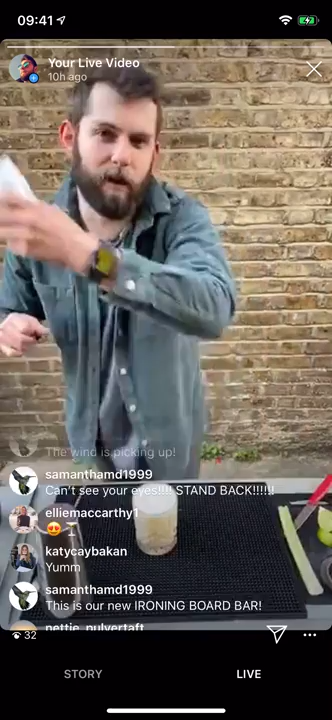 09:41
Your Live Video
10h ago
The wind is picking up!
samanthamd1999
Can't see your eyes!!!! STAND BACK!!!!!!
elliemaccarthy1
😍🍸
katycaybakan
Yumm
samanthamd1999
This is our new IRONING BOARD BAR!
nettie_pulvertaft
32
STORY
LIVE